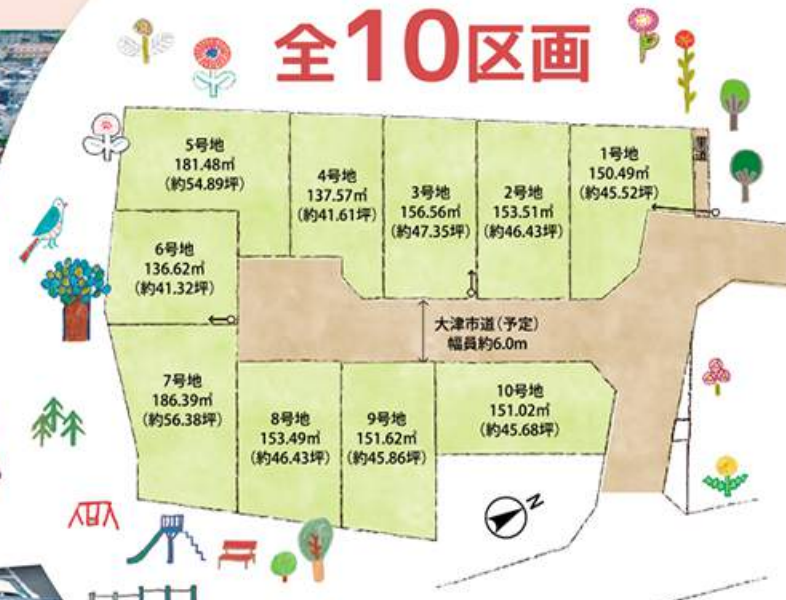 全10区画
5号地
181.48㎡
(約54.89坪)
4号地
137.57㎡
(約41.61坪)
3号地
156.56㎡
(約47.35坪)
2号地
153.51㎡
(約46.43坪)
1号地
150.49㎡
(約45.52坪)
里道
6号地
136.62㎡
(約41.32坪)
大津市道(予定)
幅員約6.0m
7号地
186.39㎡
(約56.38坪)
8号地
153.49㎡
(約46.43坪)
9号地
151.62㎡
(約45.86坪)
10号地
151.02㎡
(約45.68坪)
N